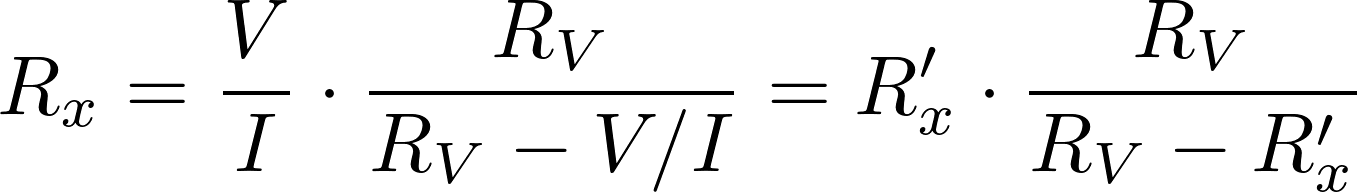 R_x = \frac{V}{I} \cdot \frac{R_V}{R_V - V/I} = R'_x \cdot \frac{R_V}{R_V - R'_x}